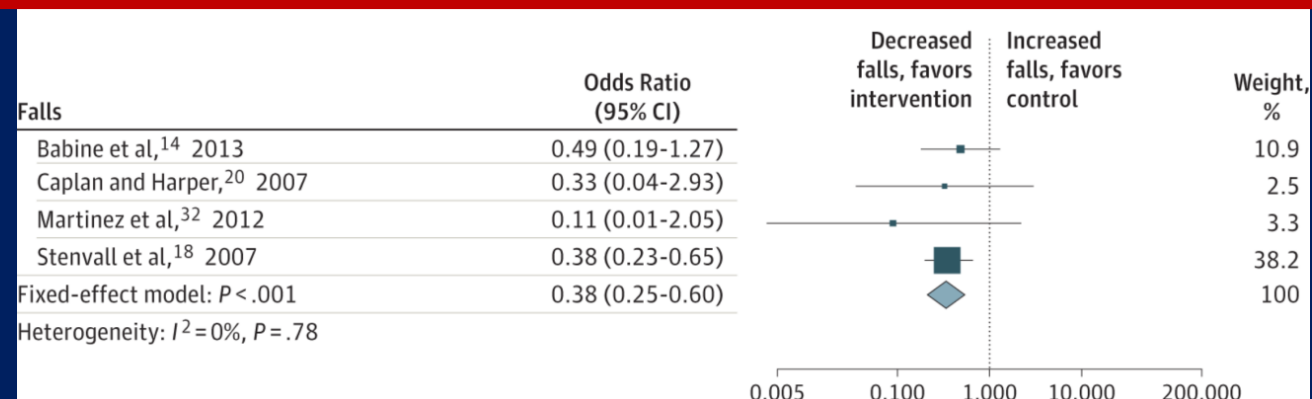 Decreased falls, favors intervention
Increased falls, favors control
Falls Odds Ratio (95% CI) Weight, %
Babine et al,14 2013 0.49 (0.19-1.27) 10.9
Caplan and Harper,20 2007 0.33 (0.04-2.93) 2.5
Martinez et al,32 2012 0.11 (0.01-2.05) 3.3
Stenvall et al,18 2007 0.38 (0.23-0.65) 38.2
Fixed-effect model: P < .001 0.38 (0.25-0.60) 100
Heterogeneity: I2 = 0%, P = .78
0.005 0.100 1.000 10.000 200.000